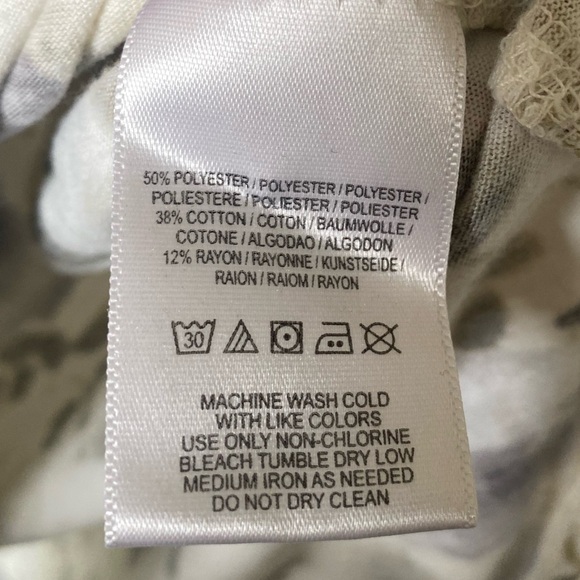 50% POLYESTER / POLYESTER / POLYESTER /
POLIESTERE / POLIESTER / POLIESTER
38% COTTON / COTON / BAUMWOLLE /
COTONE / ALGODAO / ALGODON
12% RAYON / RAYONNE / KUNSTSEIDE /
RAION / RAIOM / RAYON
30
MACHINE WASH COLD
WITH LIKE COLORS
USE ONLY NON-CHLORINE
BLEACH TUMBLE DRY LOW
MEDIUM IRON AS NEEDED
DO NOT DRY CLEAN